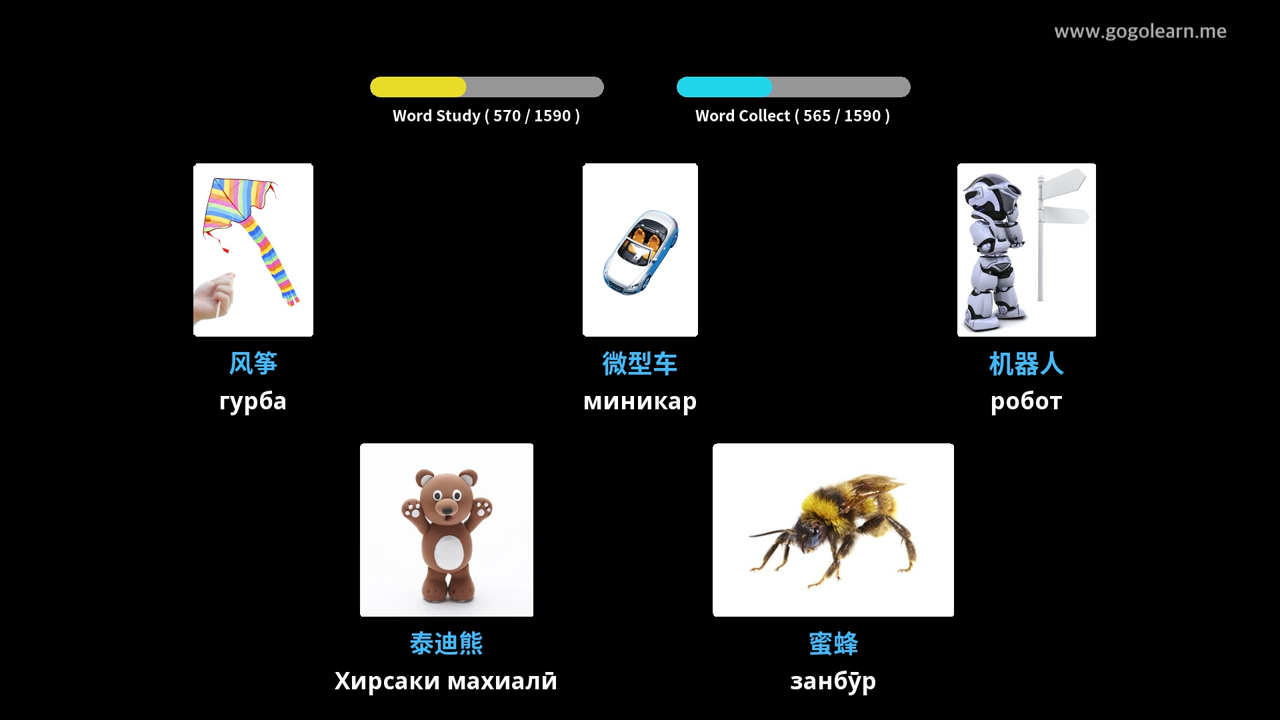 www.gogolearn.me
Word Study ( 570 / 1590 )
Word Collect ( 565 / 1590 )
风筝
гурба
微型车
миникар
机器人
робот
泰迪熊
Хирсаки махиалӣ
蜜蜂
занбӯр